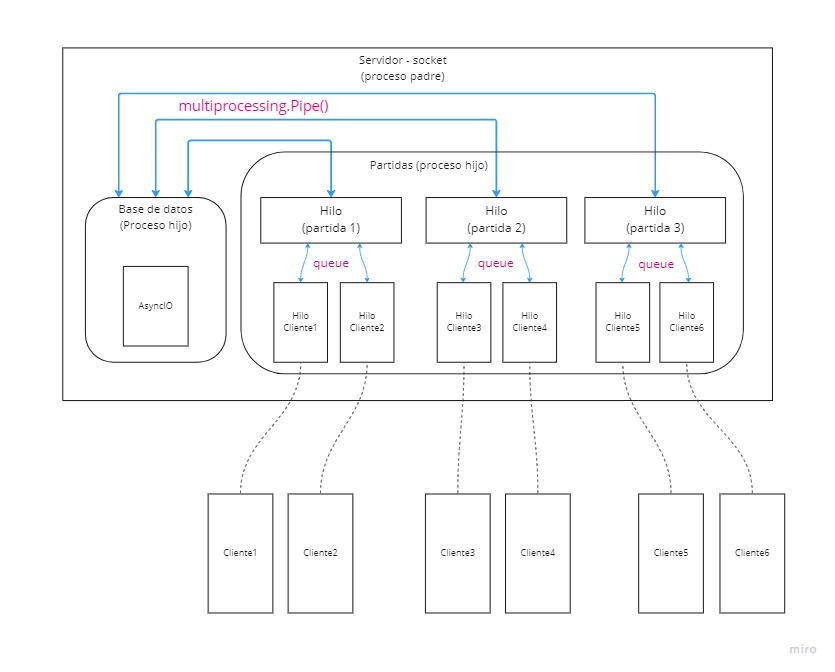 Servidor - socket
(proceso padre)
multiprocessing.Pipe()
Partidas (proceso hijo)
Base de datos
(Proceso hijo)
AsyncIO
Hilo
(partida 1)
Hilo
(partida 2)
Hilo
(partida 3)
queue
queue
queue
Hilo
Cliente1
Hilo
Cliente2
Hilo
Cliente3
Hilo
Cliente4
Hilo
Cliente5
Hilo
Cliente6
Cliente1
Cliente2
Cliente3
Cliente4
Cliente5
Cliente6
miro